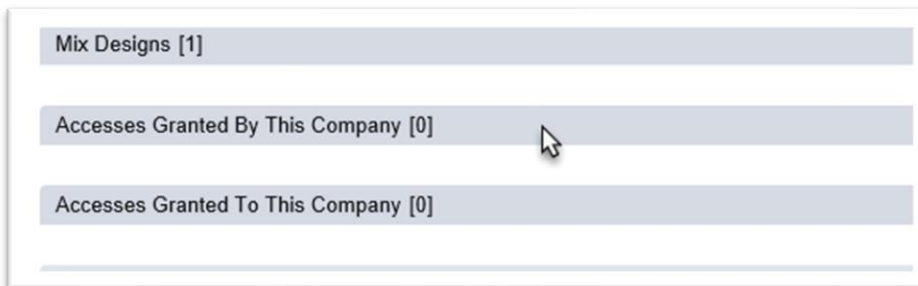 Mix Designs [1]
Accesses Granted By This Company [0]
Accesses Granted To This Company [0]